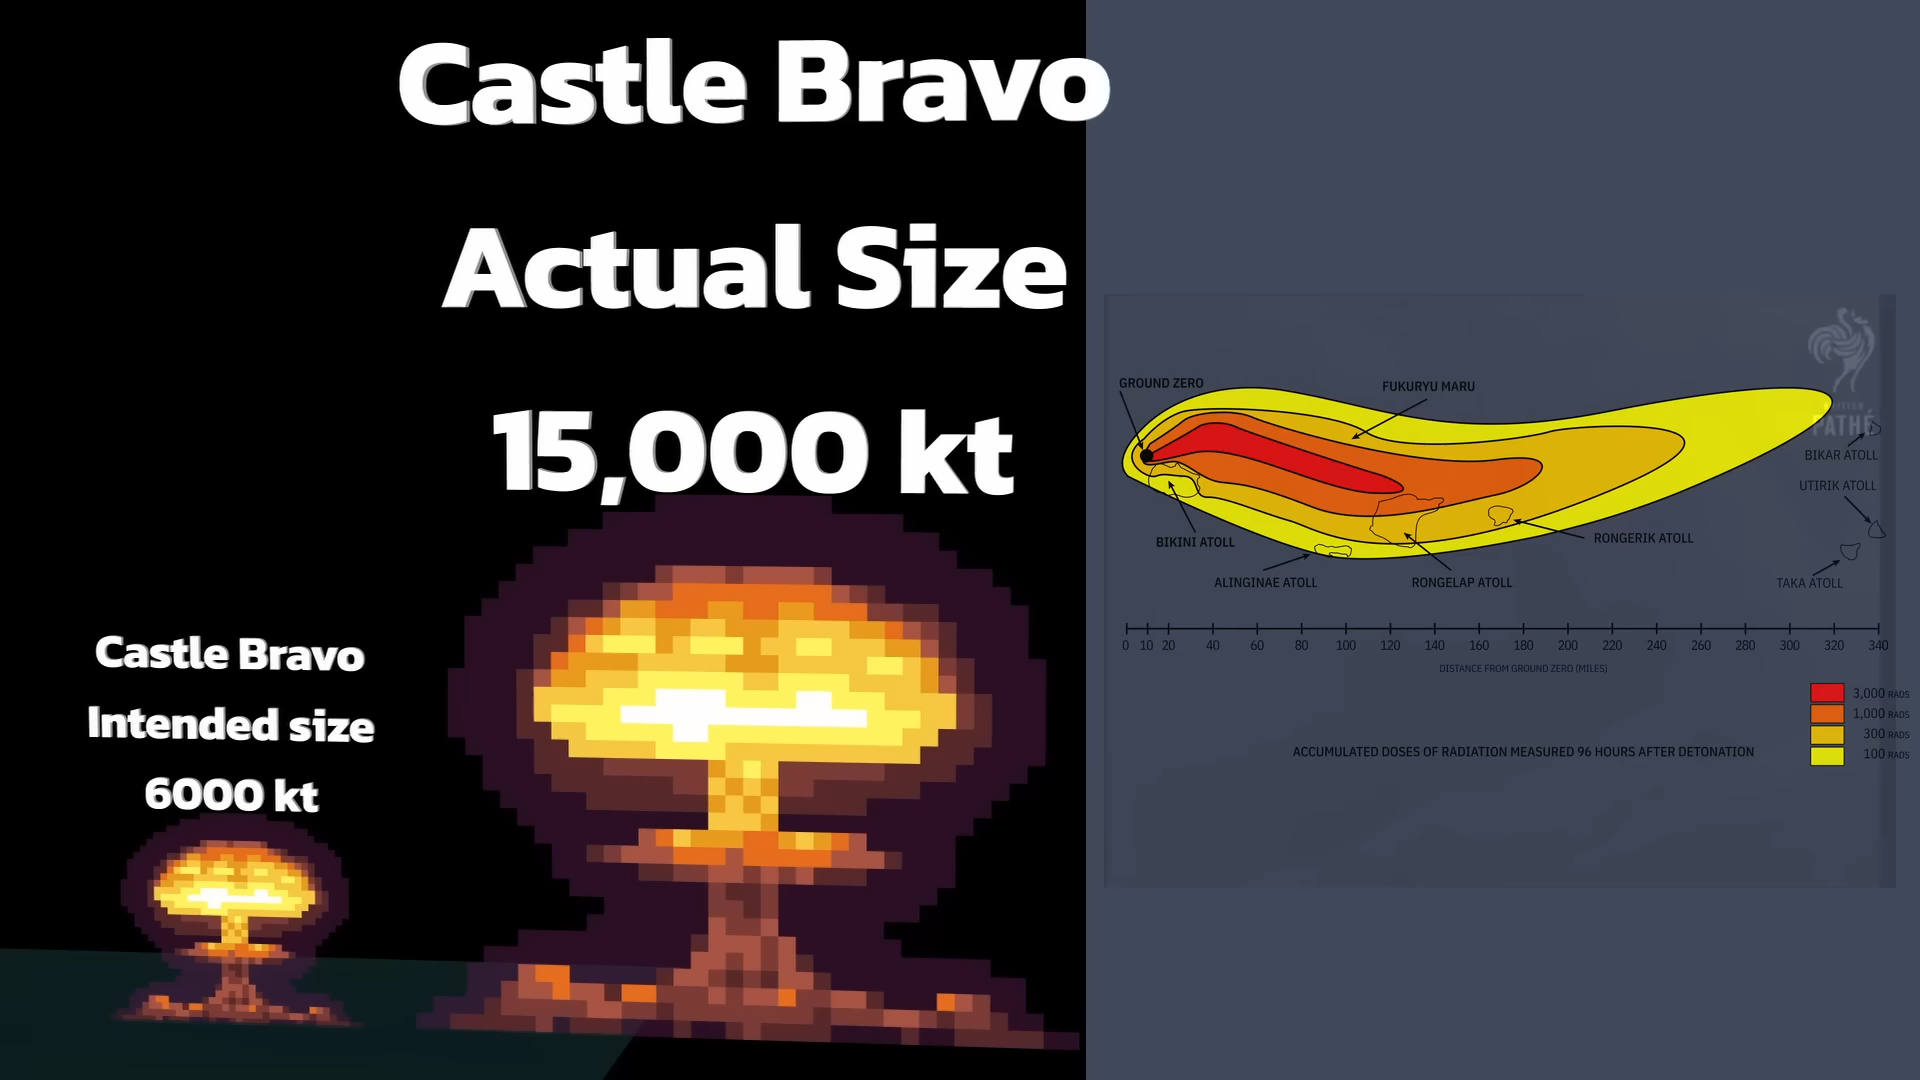 Castle Bravo
Actual Size
15,000 kt
Castle Bravo
Intended size
6000 kt
GROUND ZERO
FUKURYU MARU
PATHÉ
BIKAR ATOLL
UTIRIK ATOLL
BIKINI ATOLL
RONGERIK ATOLL
ALINGINAE ATOLL
RONGELAP ATOLL
TAKA ATOLL
0 10 20 40 60 80 100 120 140 160 180 200 220 240 260 280 300 320 340
DISTANCE FROM GROUND ZERO (MILES)
3,000 RADS
1,000 RADS
300 RADS
100 RADS
ACCUMULATED DOSES OF RADIATION MEASURED 96 HOURS AFTER DETONATION